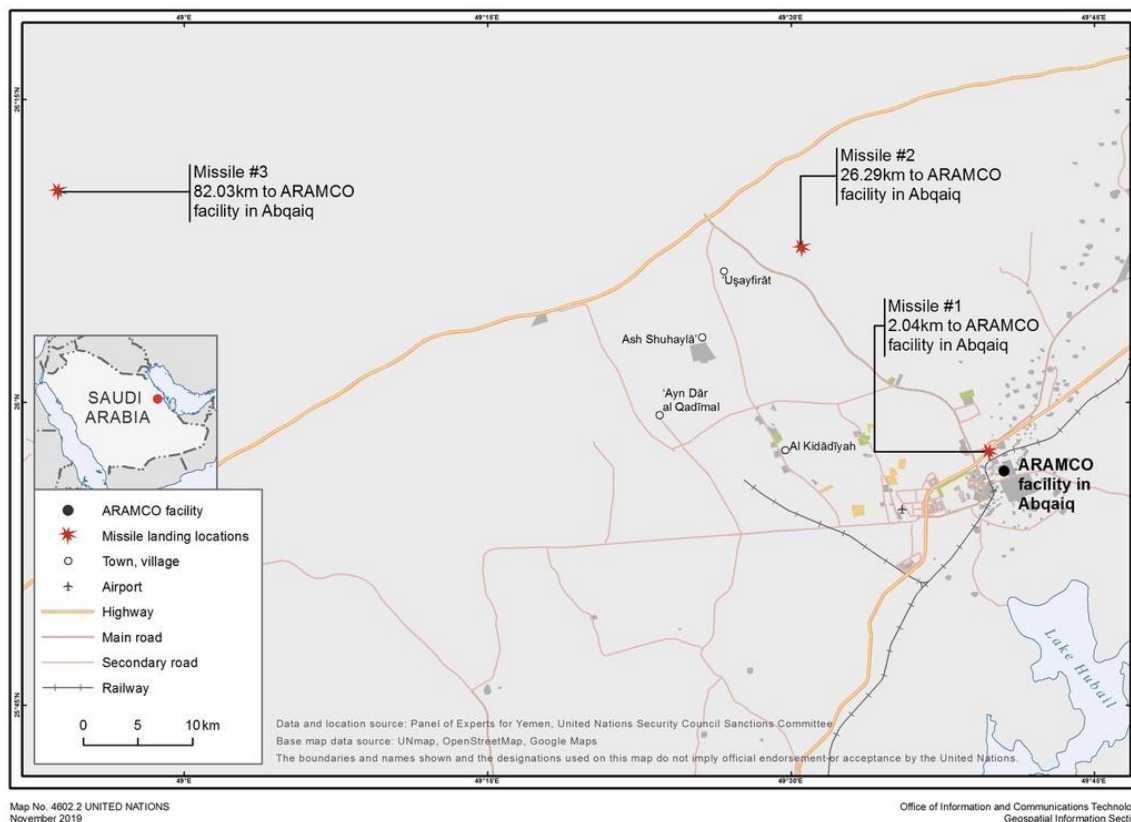 49°E
49°15'E
49°30'E
49°45'E
26°15'N
Missile #3
82.03km to ARAMCO
facility in Abqaiq
Missile #2
26.29km to ARAMCO
facility in Abqaiq
'Uşayfirāt
Missile #1
2.04km to ARAMCO
facility in Abqaiq
Ash Shuhaylā'
SAUDI
ARABIA
'Ayn Dār
al Qadīmal
Al Kidādīyah
ARAMCO
facility in
Abqaiq
ARAMCO facility
Missile landing locations
Town, village
Airport
Highway
Main road
Secondary road
Railway
0 5 10 km
Lake Hubail
25°45'N
Data and location source: Panel of Experts for Yemen, United Nations Security Council Sanctions Committee
Base map data source: UNmap, OpenStreetMap, Google Maps
The boundaries and names shown and the designations used on this map do not imply official endorsement or acceptance by the United Nations.
49°E
49°15'E
49°30'E
49°45'E
Map No. 4602.2 UNITED NATIONS
November 2019
Office of Information and Communications Technolo
Geospatial Information Secti